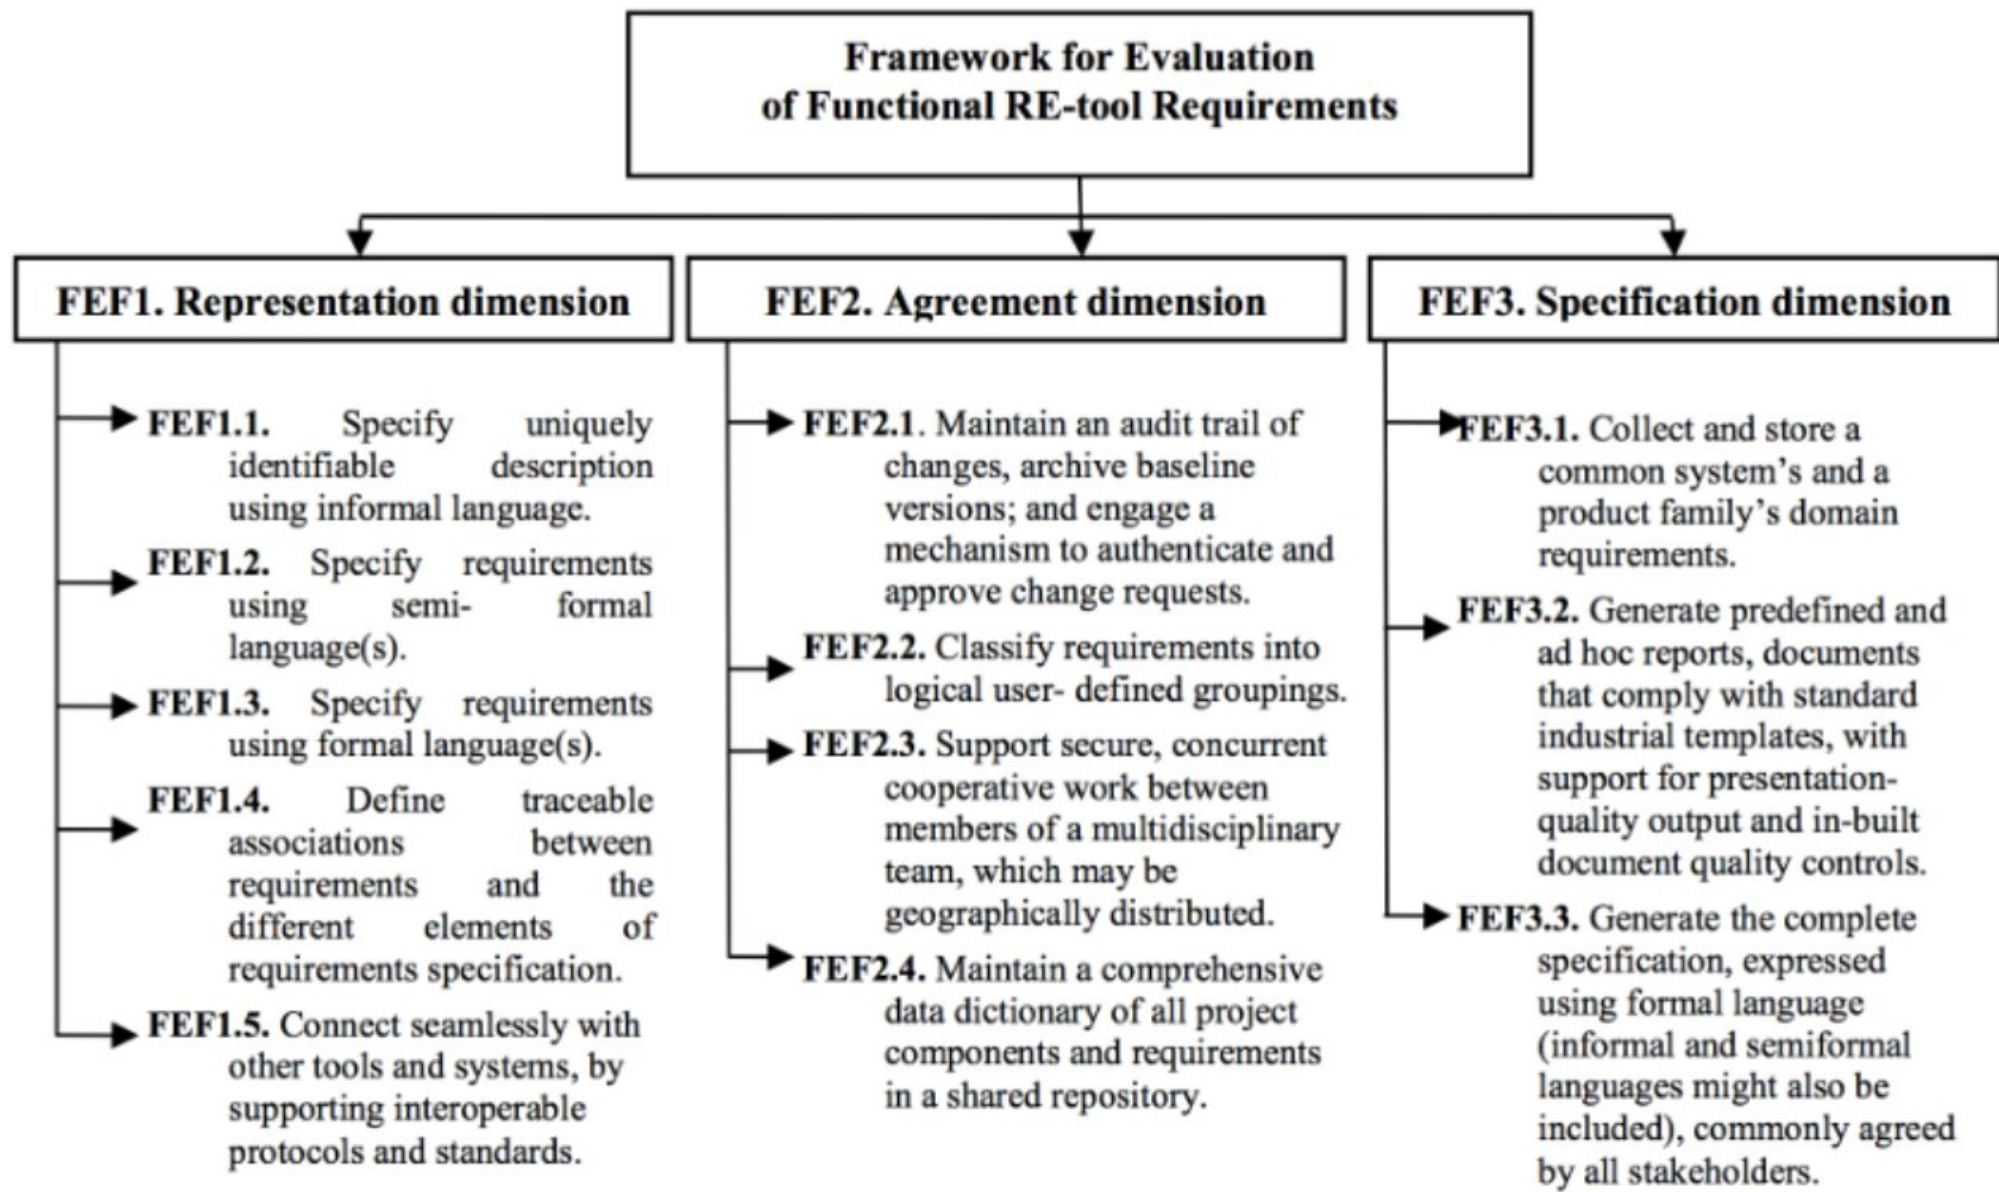 Framework for Evaluation
of Functional RE-tool Requirements
FEF1. Representation dimension
FEF1.1. Specify uniquely
identifiable description
using informal language.
FEF1.2. Specify requirements
using semi- formal
language(s).
FEF1.3. Specify requirements
using formal language(s).
FEF1.4. Define traceable
associations between
requirements and the
different elements of
requirements specification.
FEF1.5. Connect seamlessly with
other tools and systems, by
supporting interoperable
protocols and standards.
FEF2. Agreement dimension
FEF2.1. Maintain an audit trail of
changes, archive baseline
versions; and engage a
mechanism to authenticate and
approve change requests.
FEF2.2. Classify requirements into
logical user- defined groupings.
FEF2.3. Support secure, concurrent
cooperative work between
members of a multidisciplinary
team, which may be
geographically distributed.
FEF2.4. Maintain a comprehensive
data dictionary of all project
components and requirements
in a shared repository.
FEF3. Specification dimension
FEF3.1. Collect and store a
common system’s and a
product family’s domain
requirements.
FEF3.2. Generate predefined and
ad hoc reports, documents
that comply with standard
industrial templates, with
support for presentation-
quality output and in-built
document quality controls.
FEF3.3. Generate the complete
specification, expressed
using formal language
(informal and semiformal
languages might also be
included), commonly agreed
by all stakeholders.